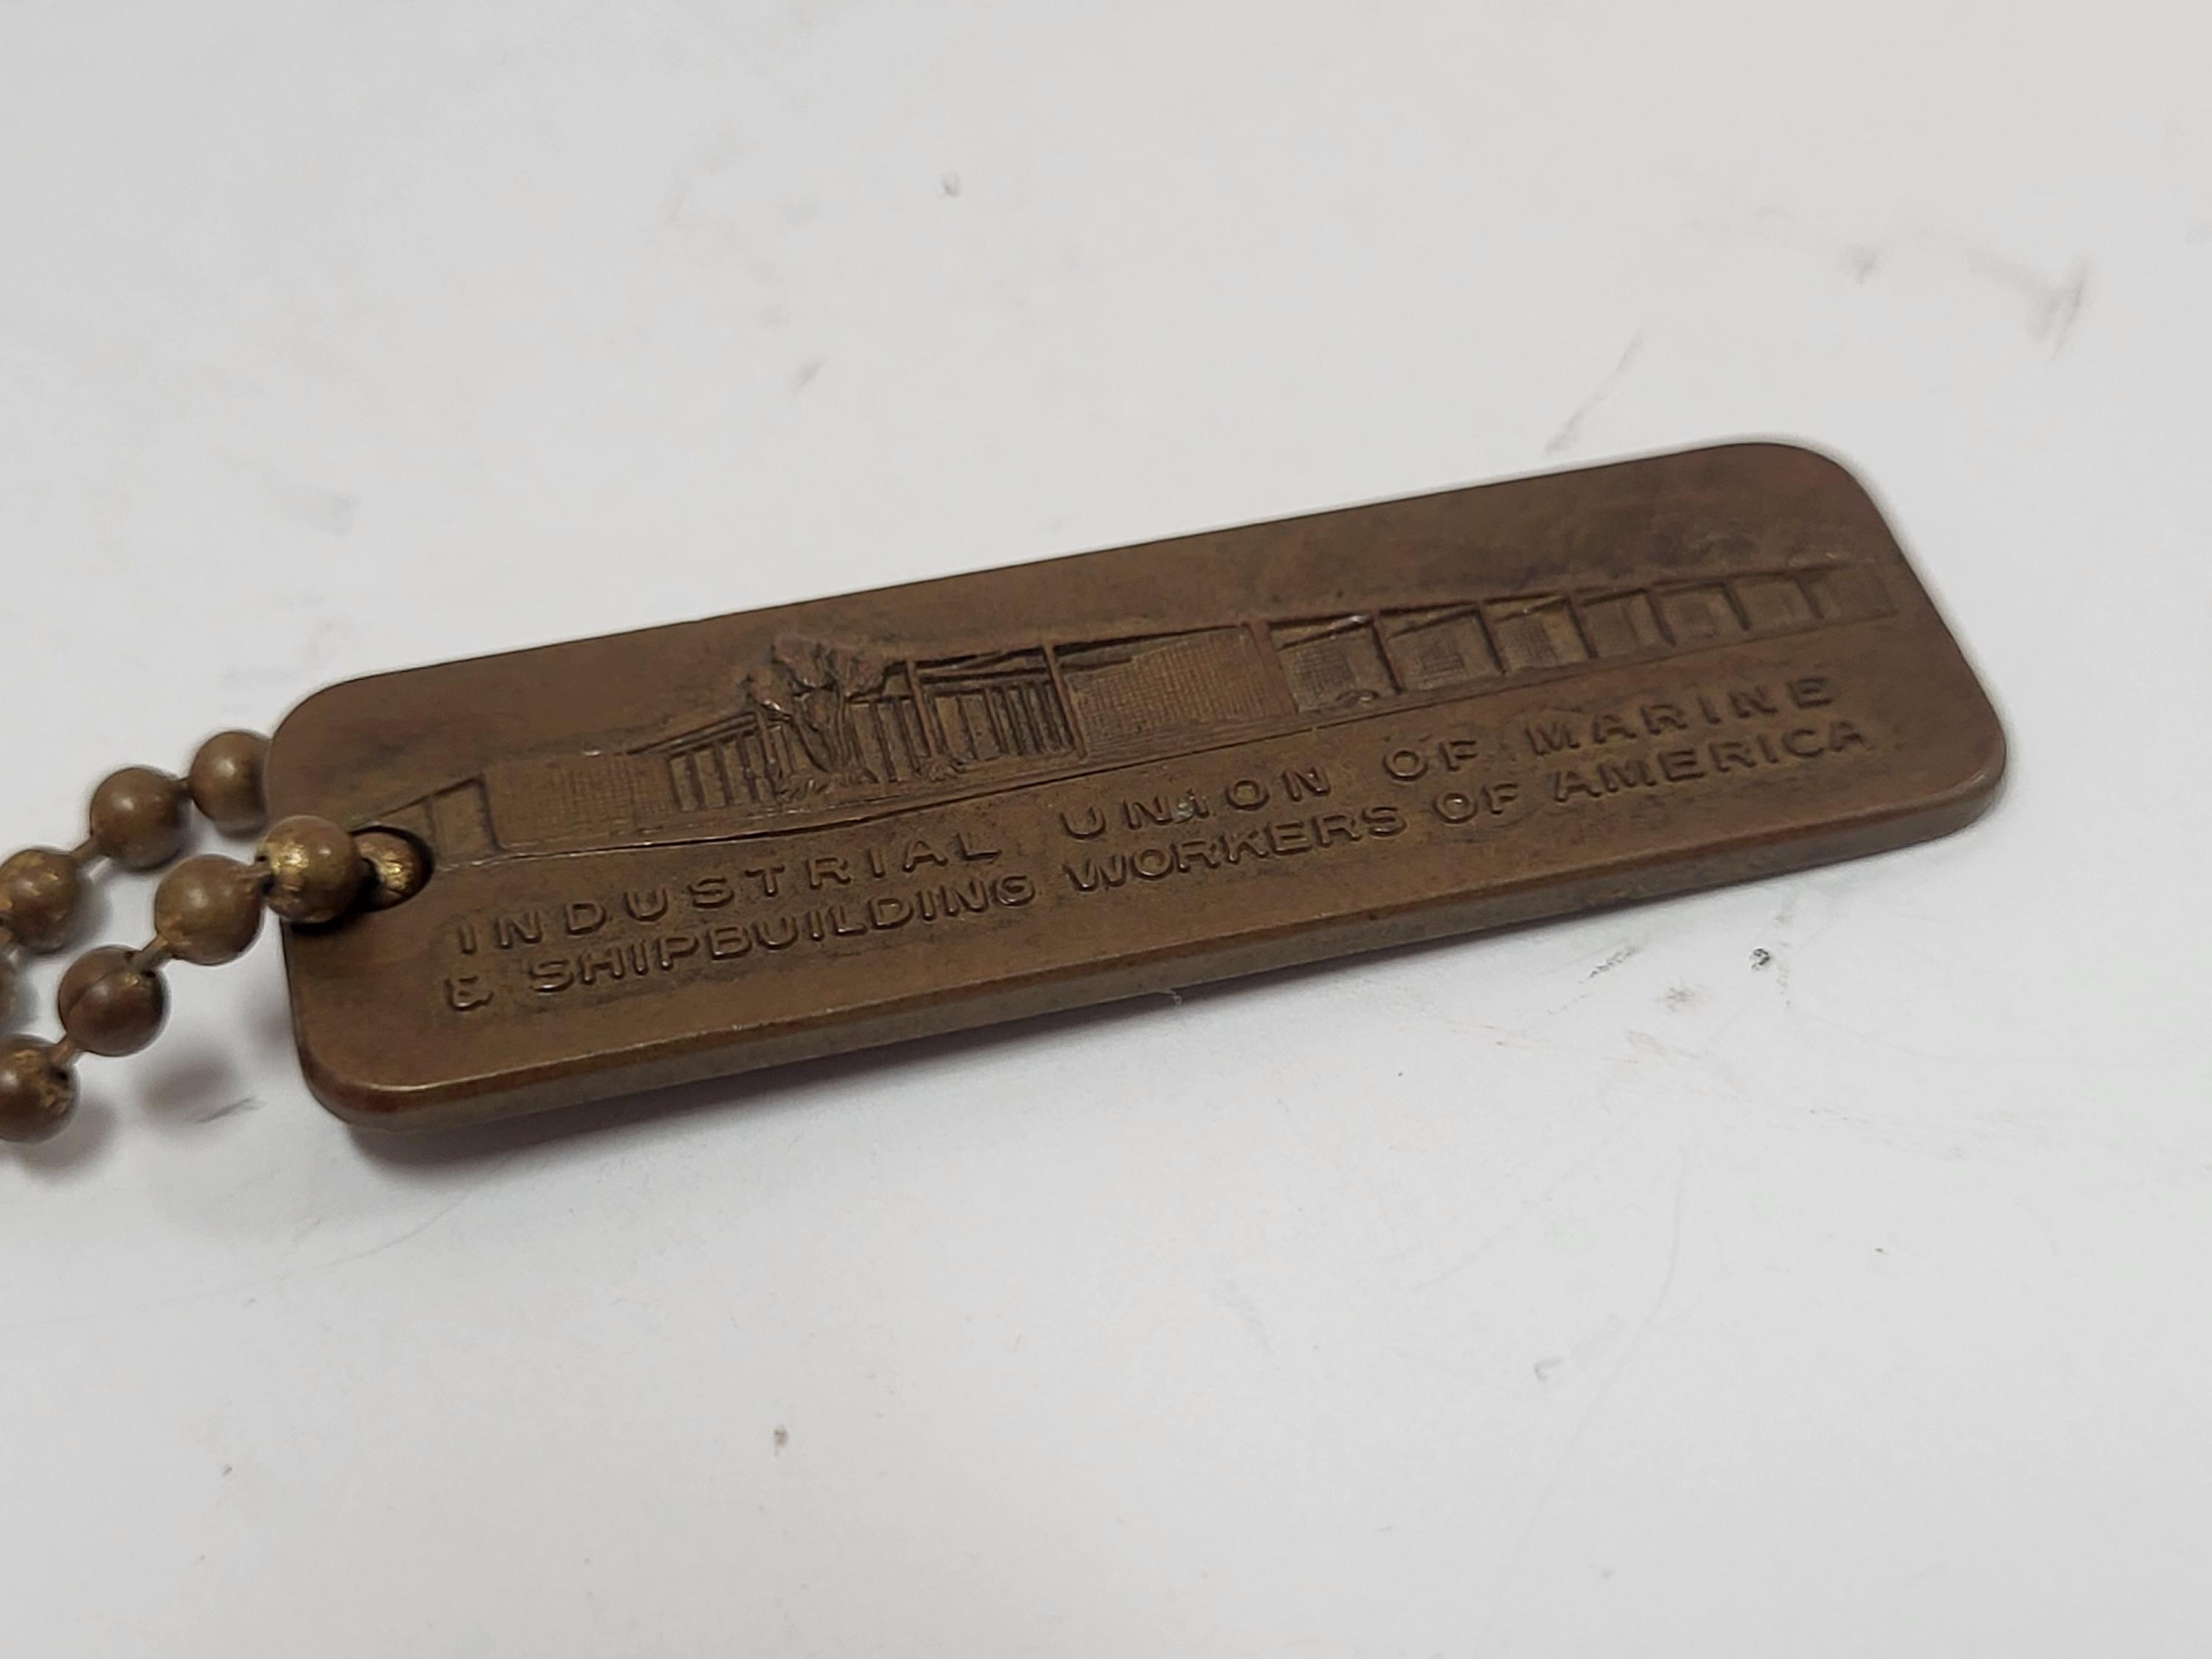 INDUSTRIAL UNION OF MARINE
& SHIPBUILDING WORKERS OF AMERICA